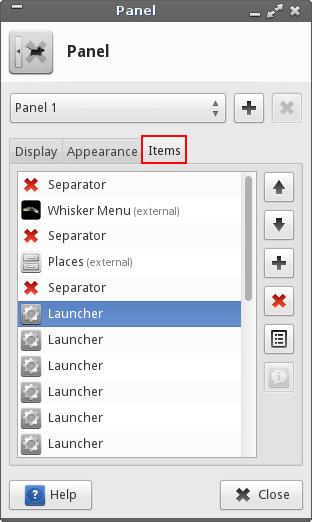 Panel
Panel
Panel 1
Display Appearance Items
Separator
Whisker Menu (external)
Separator
Places (external)
Separator
Launcher
Launcher
Launcher
Launcher
Launcher
Launcher
Help Close